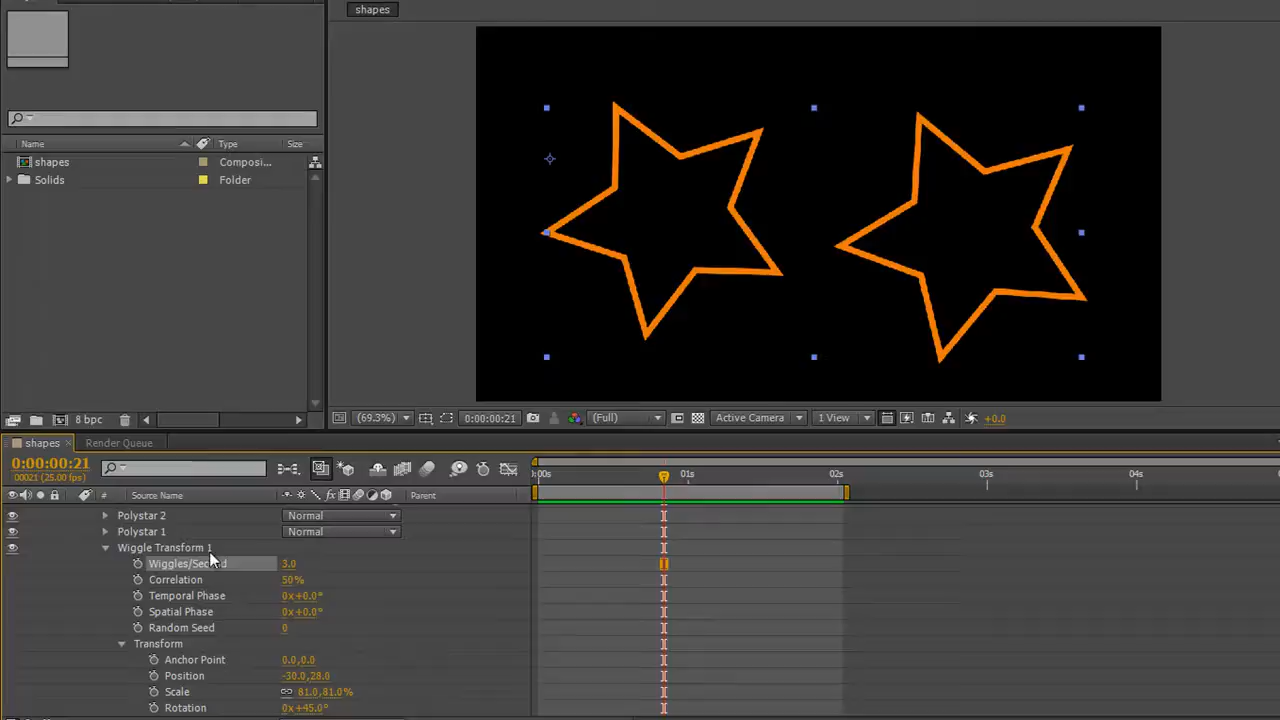 shapes
Name Type Size
shapes Composi...
Solids Folder
8 bpc
(69.3%) 0:00:00:21 (Full) Active Camera 1 View +0.0
shapes × Render Queue
0:00:00:21
00021 (25.00 fps)
:00s 01s 02s 03s 04s
# Source Name Parent
Polystar 2 Normal
Polystar 1 Normal
Wiggle Transform 1
Wiggles/Second 3.0
Correlation 50%
Temporal Phase 0x+0.0°
Spatial Phase 0x+0.0°
Random Seed 0
Transform
Anchor Point 0.0,0.0
Position -30.0,28.0
Scale 81.0,81.0%
Rotation 0x+45.0°